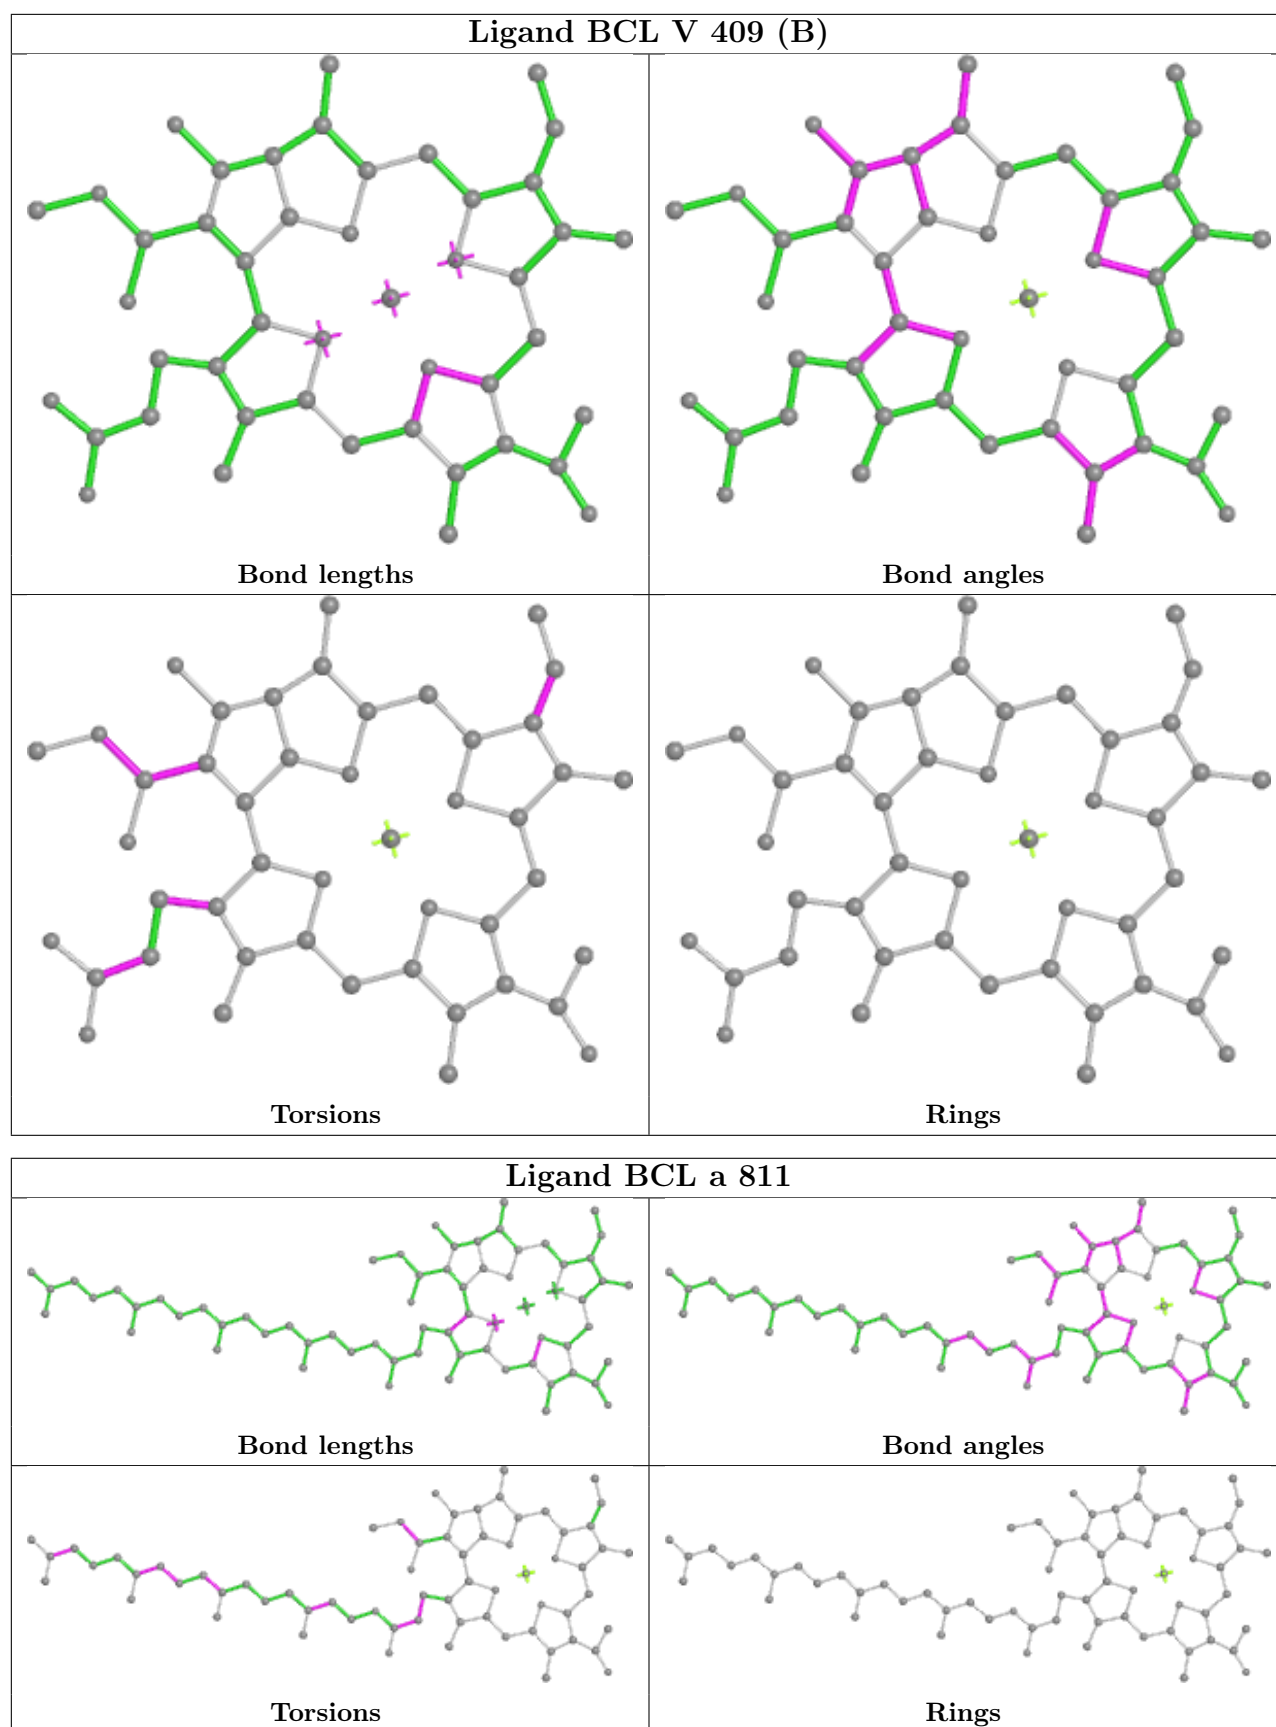 Ligand BCL V 409 (B)
Bond lengths
Bond angles
Torsions
Rings
Ligand BCL a 811
Bond lengths
Bond angles
Torsions
Rings